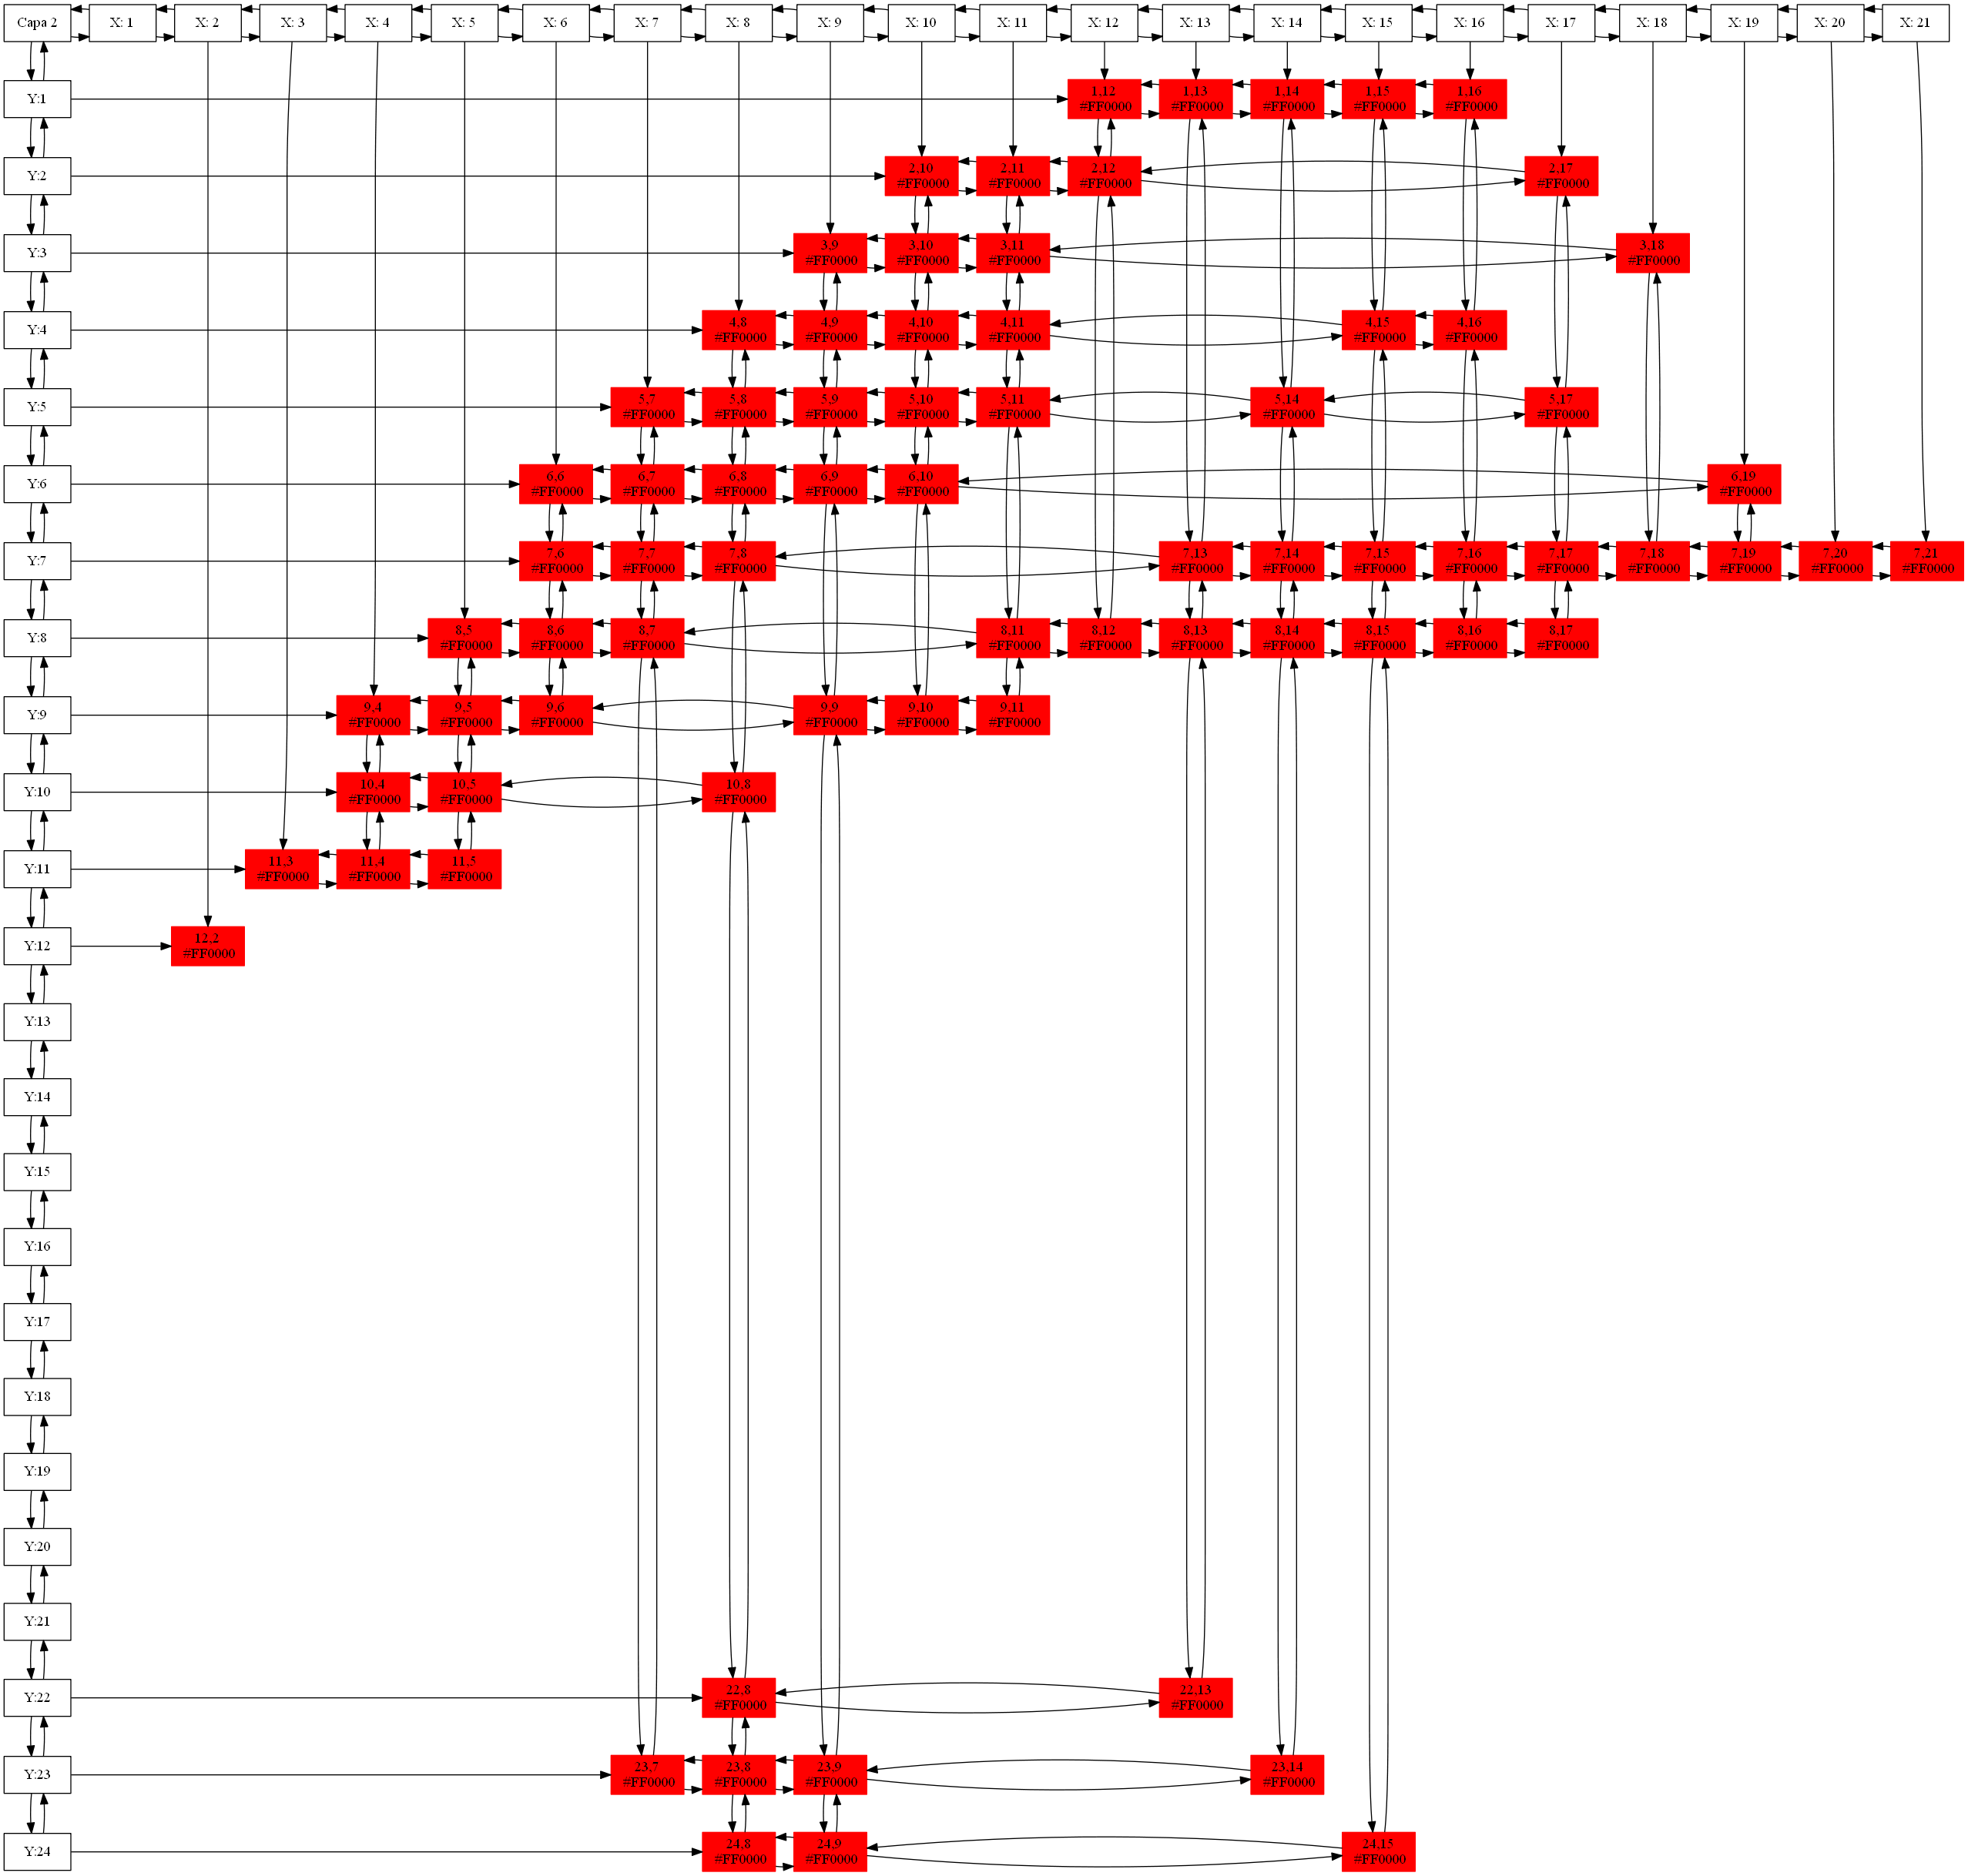 Capa 2 X: 1 X: 2 X: 3 X: 4 X: 5 X: 6 X: 7 X: 8 X: 9 X: 10 X: 11 X: 12 X: 13 X: 14 X: 15 X: 16 X: 17 X: 18 X: 19 X: 20 X: 21
Y:1 1,12 1,13 1,14 1,15 1,16
#FF0000 #FF0000 #FF0000 #FF0000 #FF0000
Y:2 2,10 2,11 2,12 2,17
#FF0000 #FF0000 #FF0000 #FF0000
Y:3 3,9 3,10 3,11 3,18
#FF0000 #FF0000 #FF0000 #FF0000
Y:4 4,8 4,9 4,10 4,11 4,15 4,16
#FF0000 #FF0000 #FF0000 #FF0000 #FF0000 #FF0000
Y:5 5,7 5,8 5,9 5,10 5,11 5,14 5,17
#FF0000 #FF0000 #FF0000 #FF0000 #FF0000 #FF0000 #FF0000
Y:6 6,6 6,7 6,8 6,9 6,10 6,19
#FF0000 #FF0000 #FF0000 #FF0000 #FF0000 #FF0000
Y:7 7,6 7,7 7,8 7,13 7,14 7,15 7,16 7,17 7,18 7,19 7,20 7,21
#FF0000 #FF0000 #FF0000 #FF0000 #FF0000 #FF0000 #FF0000 #FF0000 #FF0000 #FF0000 #FF0000 #FF0000
Y:8 8,5 8,6 8,7 8,11 8,12 8,13 8,14 8,15 8,16 8,17
#FF0000 #FF0000 #FF0000 #FF0000 #FF0000 #FF0000 #FF0000 #FF0000 #FF0000 #FF0000
Y:9 9,4 9,5 9,6 9,9 9,10 9,11
#FF0000 #FF0000 #FF0000 #FF0000 #FF0000 #FF0000
Y:10 10,4 10,5 10,8
#FF0000 #FF0000 #FF0000
Y:11 11,3 11,4 11,5
#FF0000 #FF0000 #FF0000
Y:12 12,2
#FF0000
Y:13
Y:14
Y:15
Y:16
Y:17
Y:18
Y:19
Y:20
Y:21
Y:22 22,8 22,13
#FF0000 #FF0000
Y:23 23,7 23,8 23,9 23,14
#FF0000 #FF0000 #FF0000 #FF0000
Y:24 24,8 24,9 24,15
#FF0000 #FF0000 #FF0000